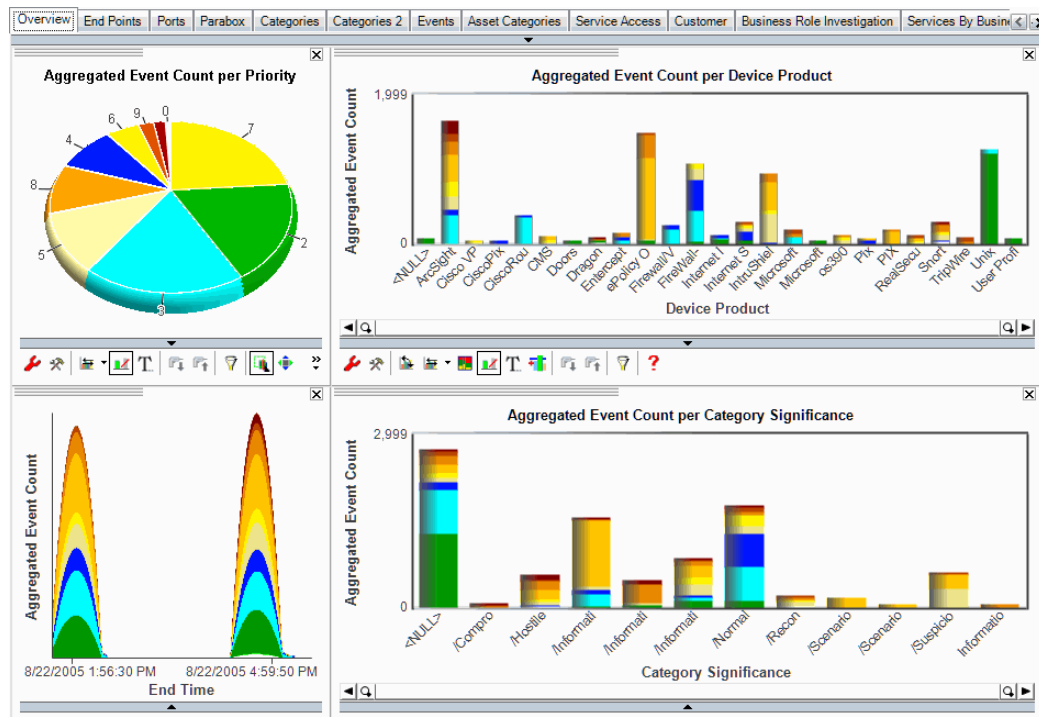 Overview End Points Ports Parabox Categories Categories 2 Events Asset Categories Service Access Customer Business Role Investigation Services By Busine
Aggregated Event Count per Priority
0
9
6
7
4
8
2
5
3
Aggregated Event Count per Device Product
1,999
Aggregated Event Count
0
<NULL> ArcSight Cisco VP CiscoPIX CiscoRou CMS Doors Dragon Entercept ePolicy O Firewall/V FireWall- Internet I Internet S IntruShiel Microsoft Microsoft os390 Pix PIX RealSecu Snort TripWire Unix User Profi
Device Product
Aggregated Event Count
8/22/2005 1:56:30 PM 8/22/2005 4:59:50 PM
End Time
Aggregated Event Count per Category Significance
2,999
Aggregated Event Count
0
<NULL> /Compro /Hostile /Informati /Informati /Informati /Normal /Recon /Scenario /Scenario /Suspicio Informatio
Category Significance